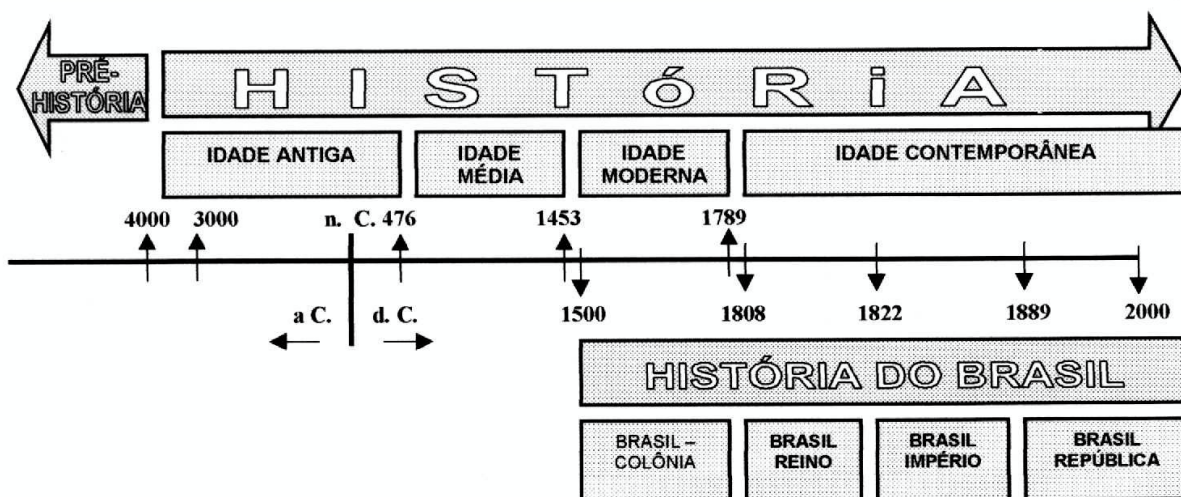 PRÉ-
HISTÓRIA
HISTóRiA
IDADE ANTIGA
IDADE
MÉDIA
IDADE
MODERNA
IDADE CONTEMPORÂNEA
4000 3000 n. C. 476 1453 1789
a C. d. C.
1500 1808 1822 1889 2000
HISTÓRIA DO BRASIL
BRASIL –
COLÔNIA
BRASIL
REINO
BRASIL
IMPÉRIO
BRASIL
REPÚBLICA